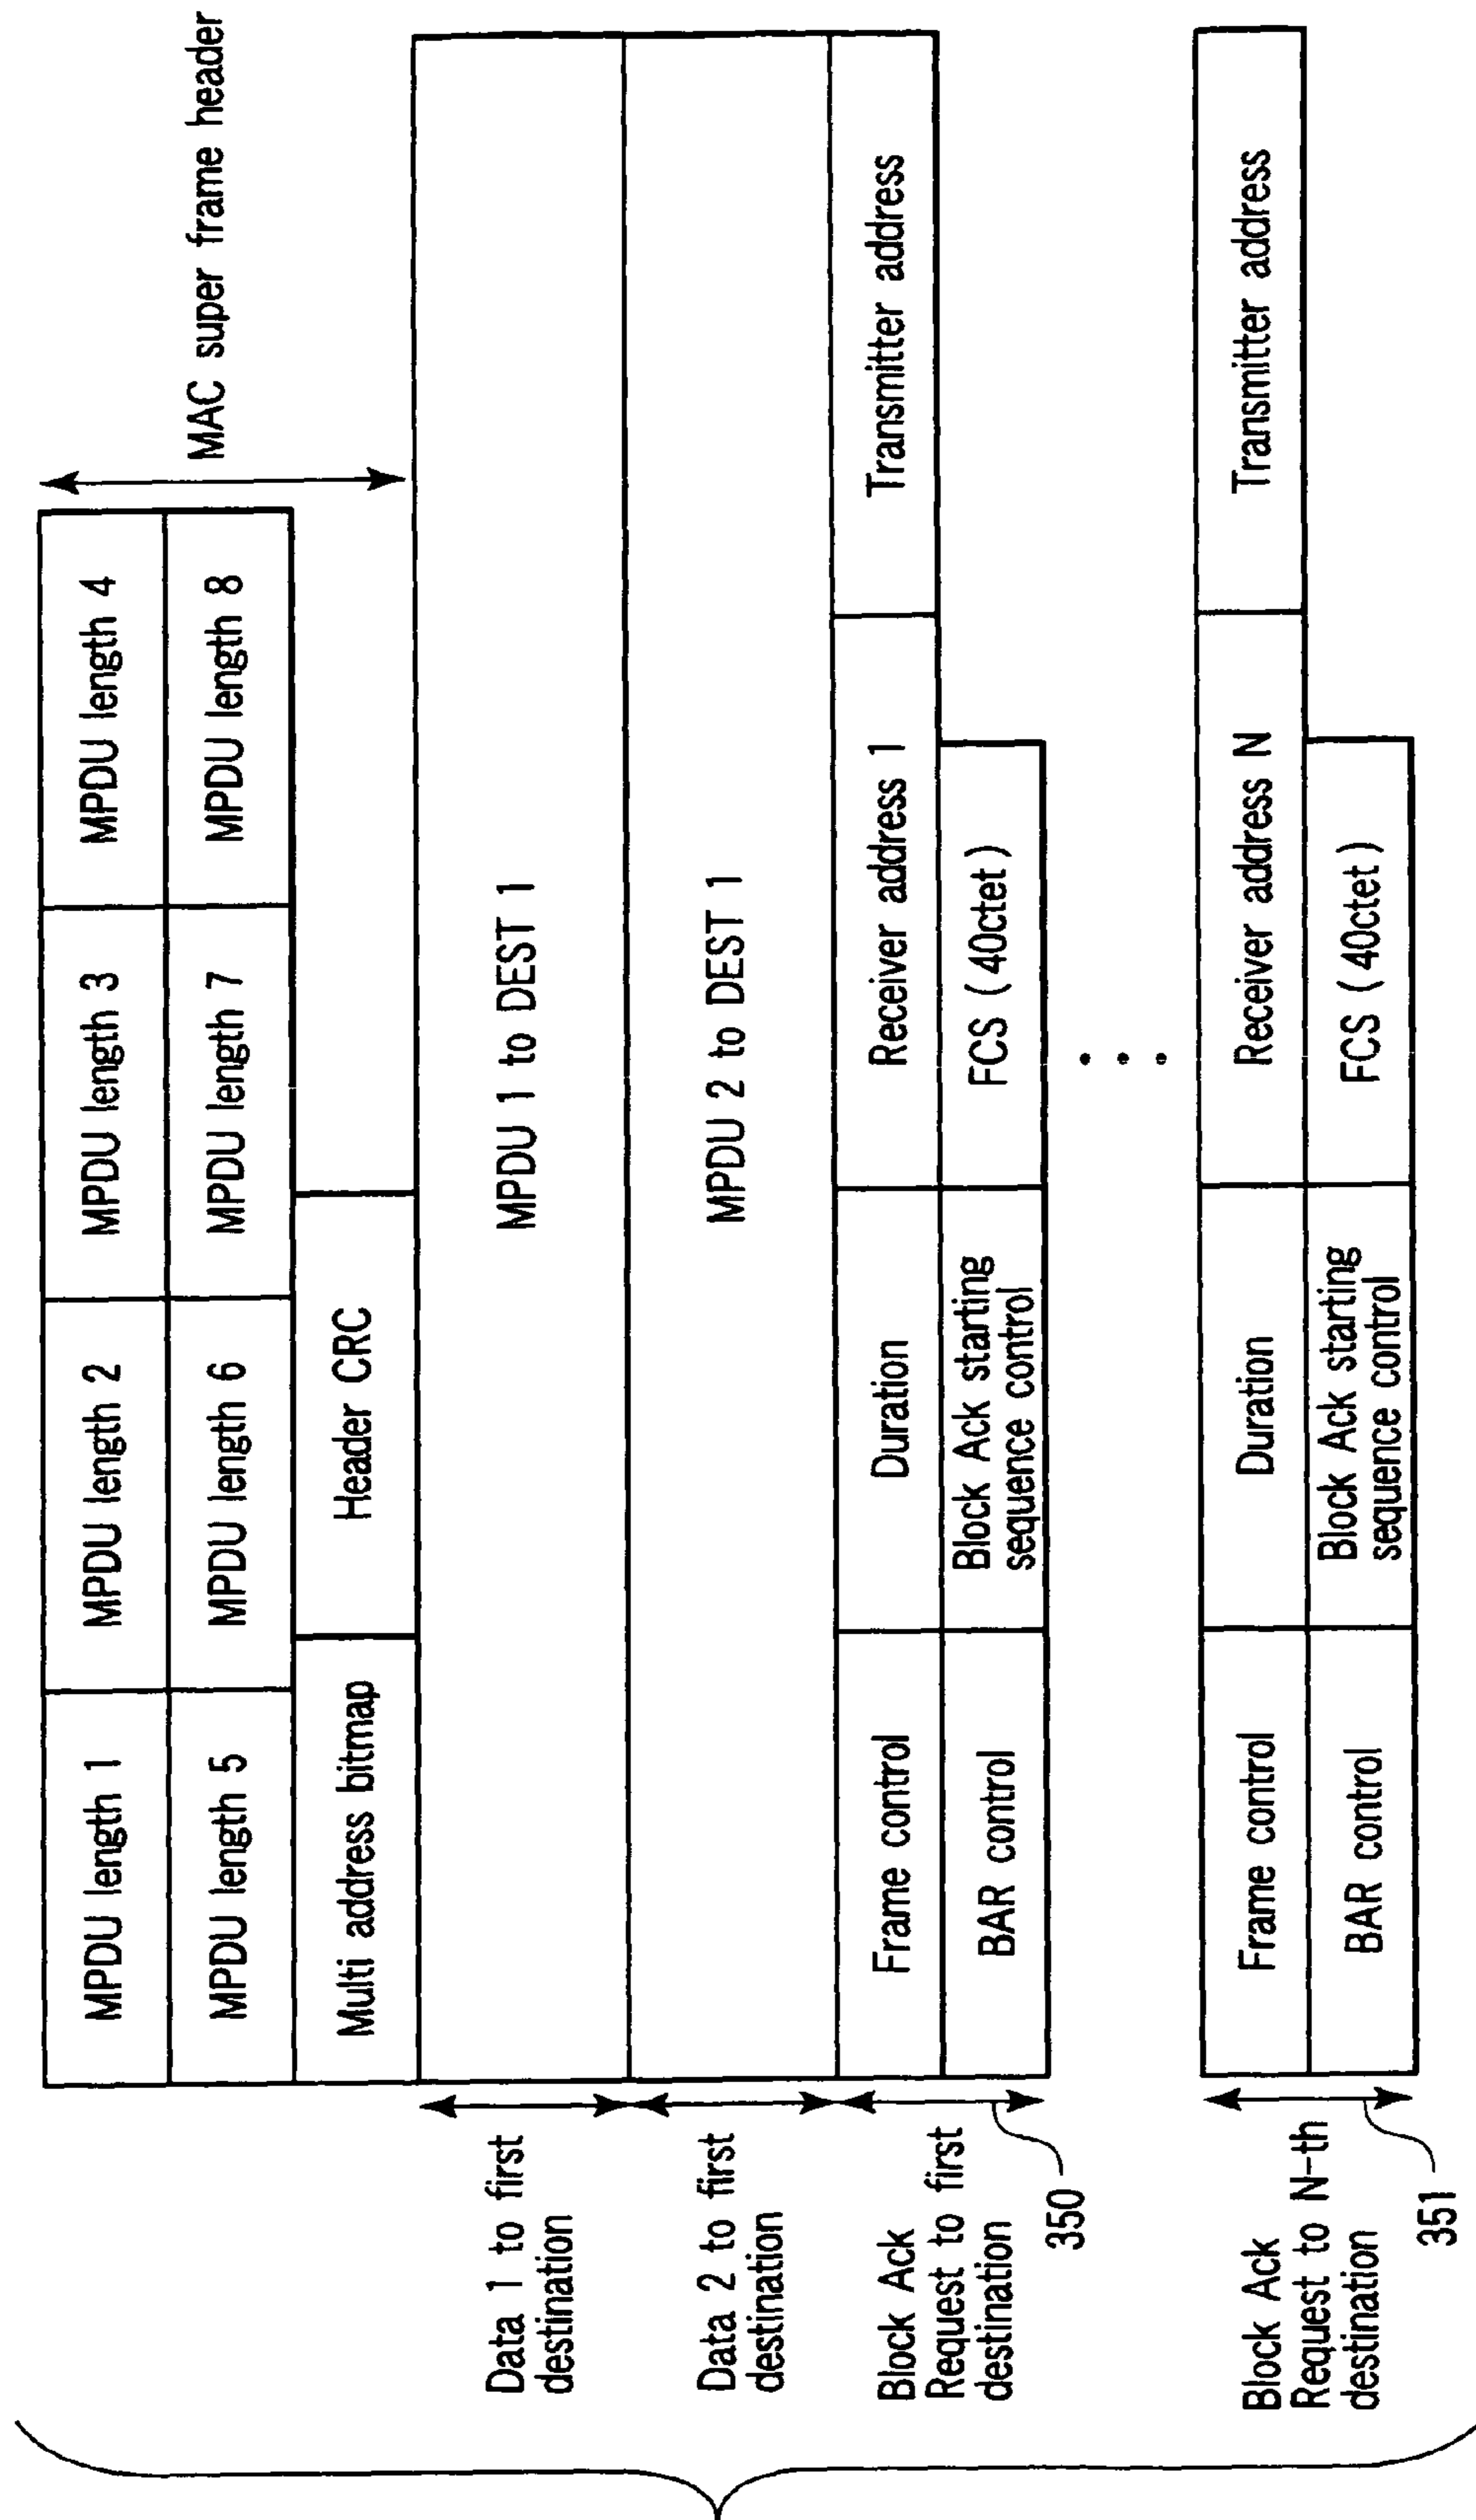 MPDU length 1
MPDU length 2
MPDU length 3
MPDU length 4
MAC super frame header
MPDU length 5
MPDU length 6
MPDU length 7
MPDU length 8
Multi address bitmap
Header CRC
Data 1 to first
destination
MPDU 1 to DEST 1
Data 2 to first
destination
MPDU 2 to DEST 1
Block Ack
Request to first
destination
350
Frame control
Duration
Receiver address 1
Transmitter address
BAR control
Block Ack starting
sequence control
FCS (40ctet)
...
Block Ack
Request to N-th
destination
351
Frame control
Duration
Receiver address N
Transmitter address
BAR control
Block Ack starting
sequence control
FCS (40ctet)